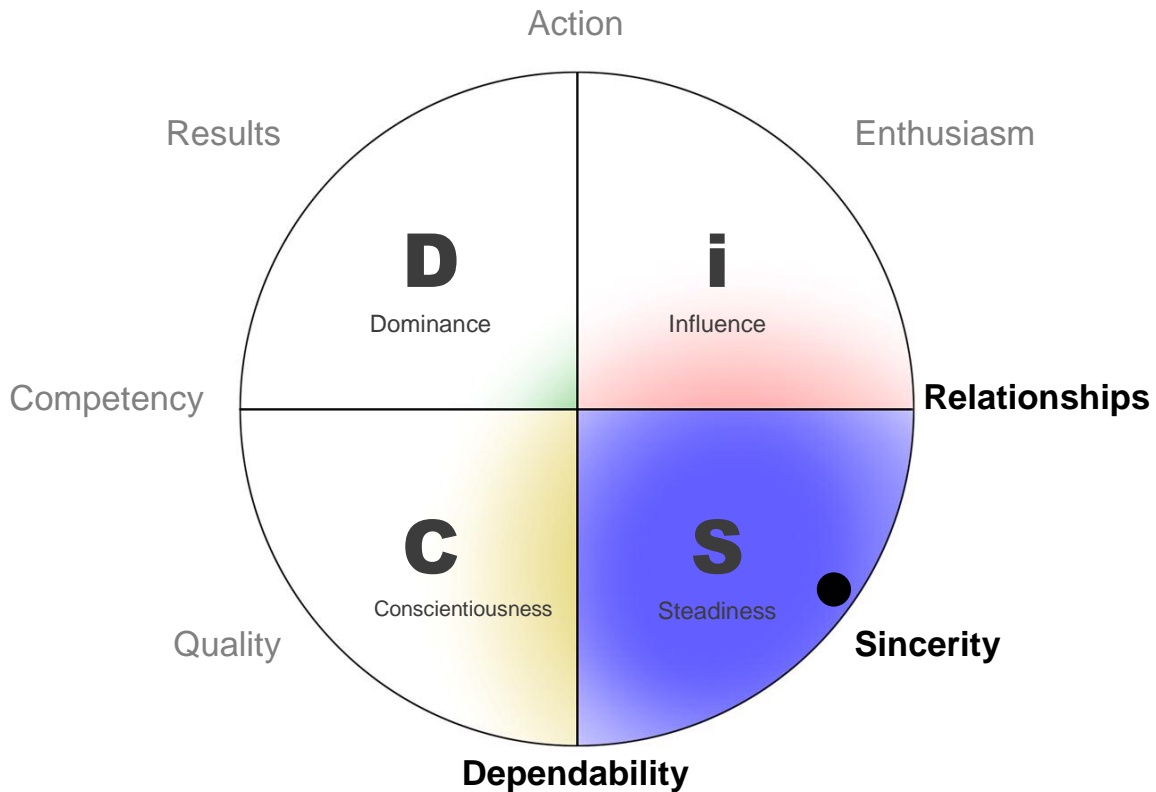 Action
Results
Enthusiasm
D
i
Dominance
Influence
Competency
Relationships
C
S
Conscientiousness
Steadiness
Quality
Sincerity
Dependability